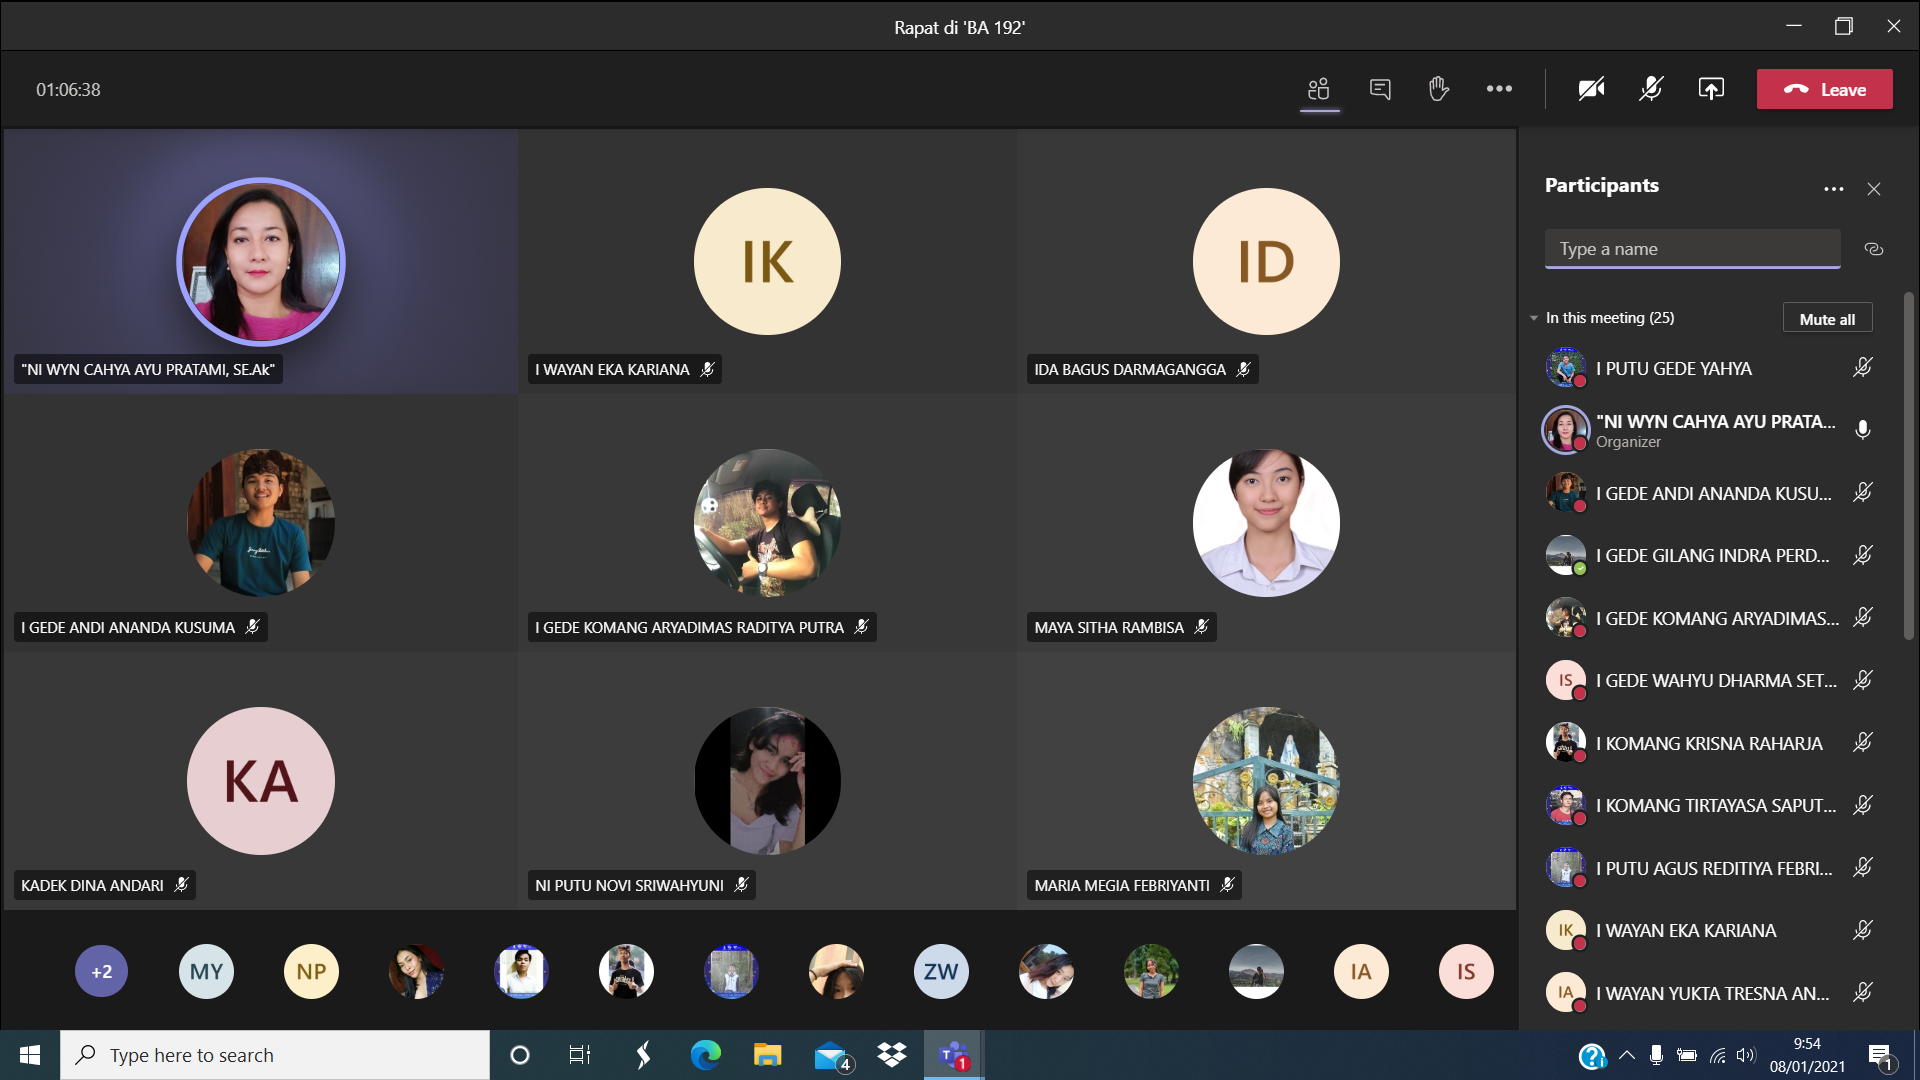 Rapat di 'BA 192'
01:06:38
Leave
"NI WYN CAHYA AYU PRATAMI, SE.Ak"
IK
I WAYAN EKA KARIANA
ID
IDA BAGUS DARMAGANGGA
I GEDE ANDI ANANDA KUSUMA
I GEDE KOMANG ARYADIMAS RADITYA PUTRA
MAYA SITHA RAMBISA
KA
KADEK DINA ANDARI
NI PUTU NOVI SRIWAHYUNI
MARIA MEGIA FEBRIYANTI
+2
MY
NP
ZW
IA
IS
Participants
Type a name
In this meeting (25)
Mute all
I PUTU GEDE YAHYA
"NI WYN CAHYA AYU PRATA...
Organizer
I GEDE ANDI ANANDA KUSU...
I GEDE GILANG INDRA PERD...
I GEDE KOMANG ARYADIMAS...
IS
I GEDE WAHYU DHARMA SET...
I KOMANG KRISNA RAHARJA
I KOMANG TIRTAYASA SAPUT...
I PUTU AGUS REDITIYA FEBRI...
IK
I WAYAN EKA KARIANA
IA
I WAYAN YUKTA TRESNA AN...
Type here to search
4
T
1
9:54
08/01/2021
1